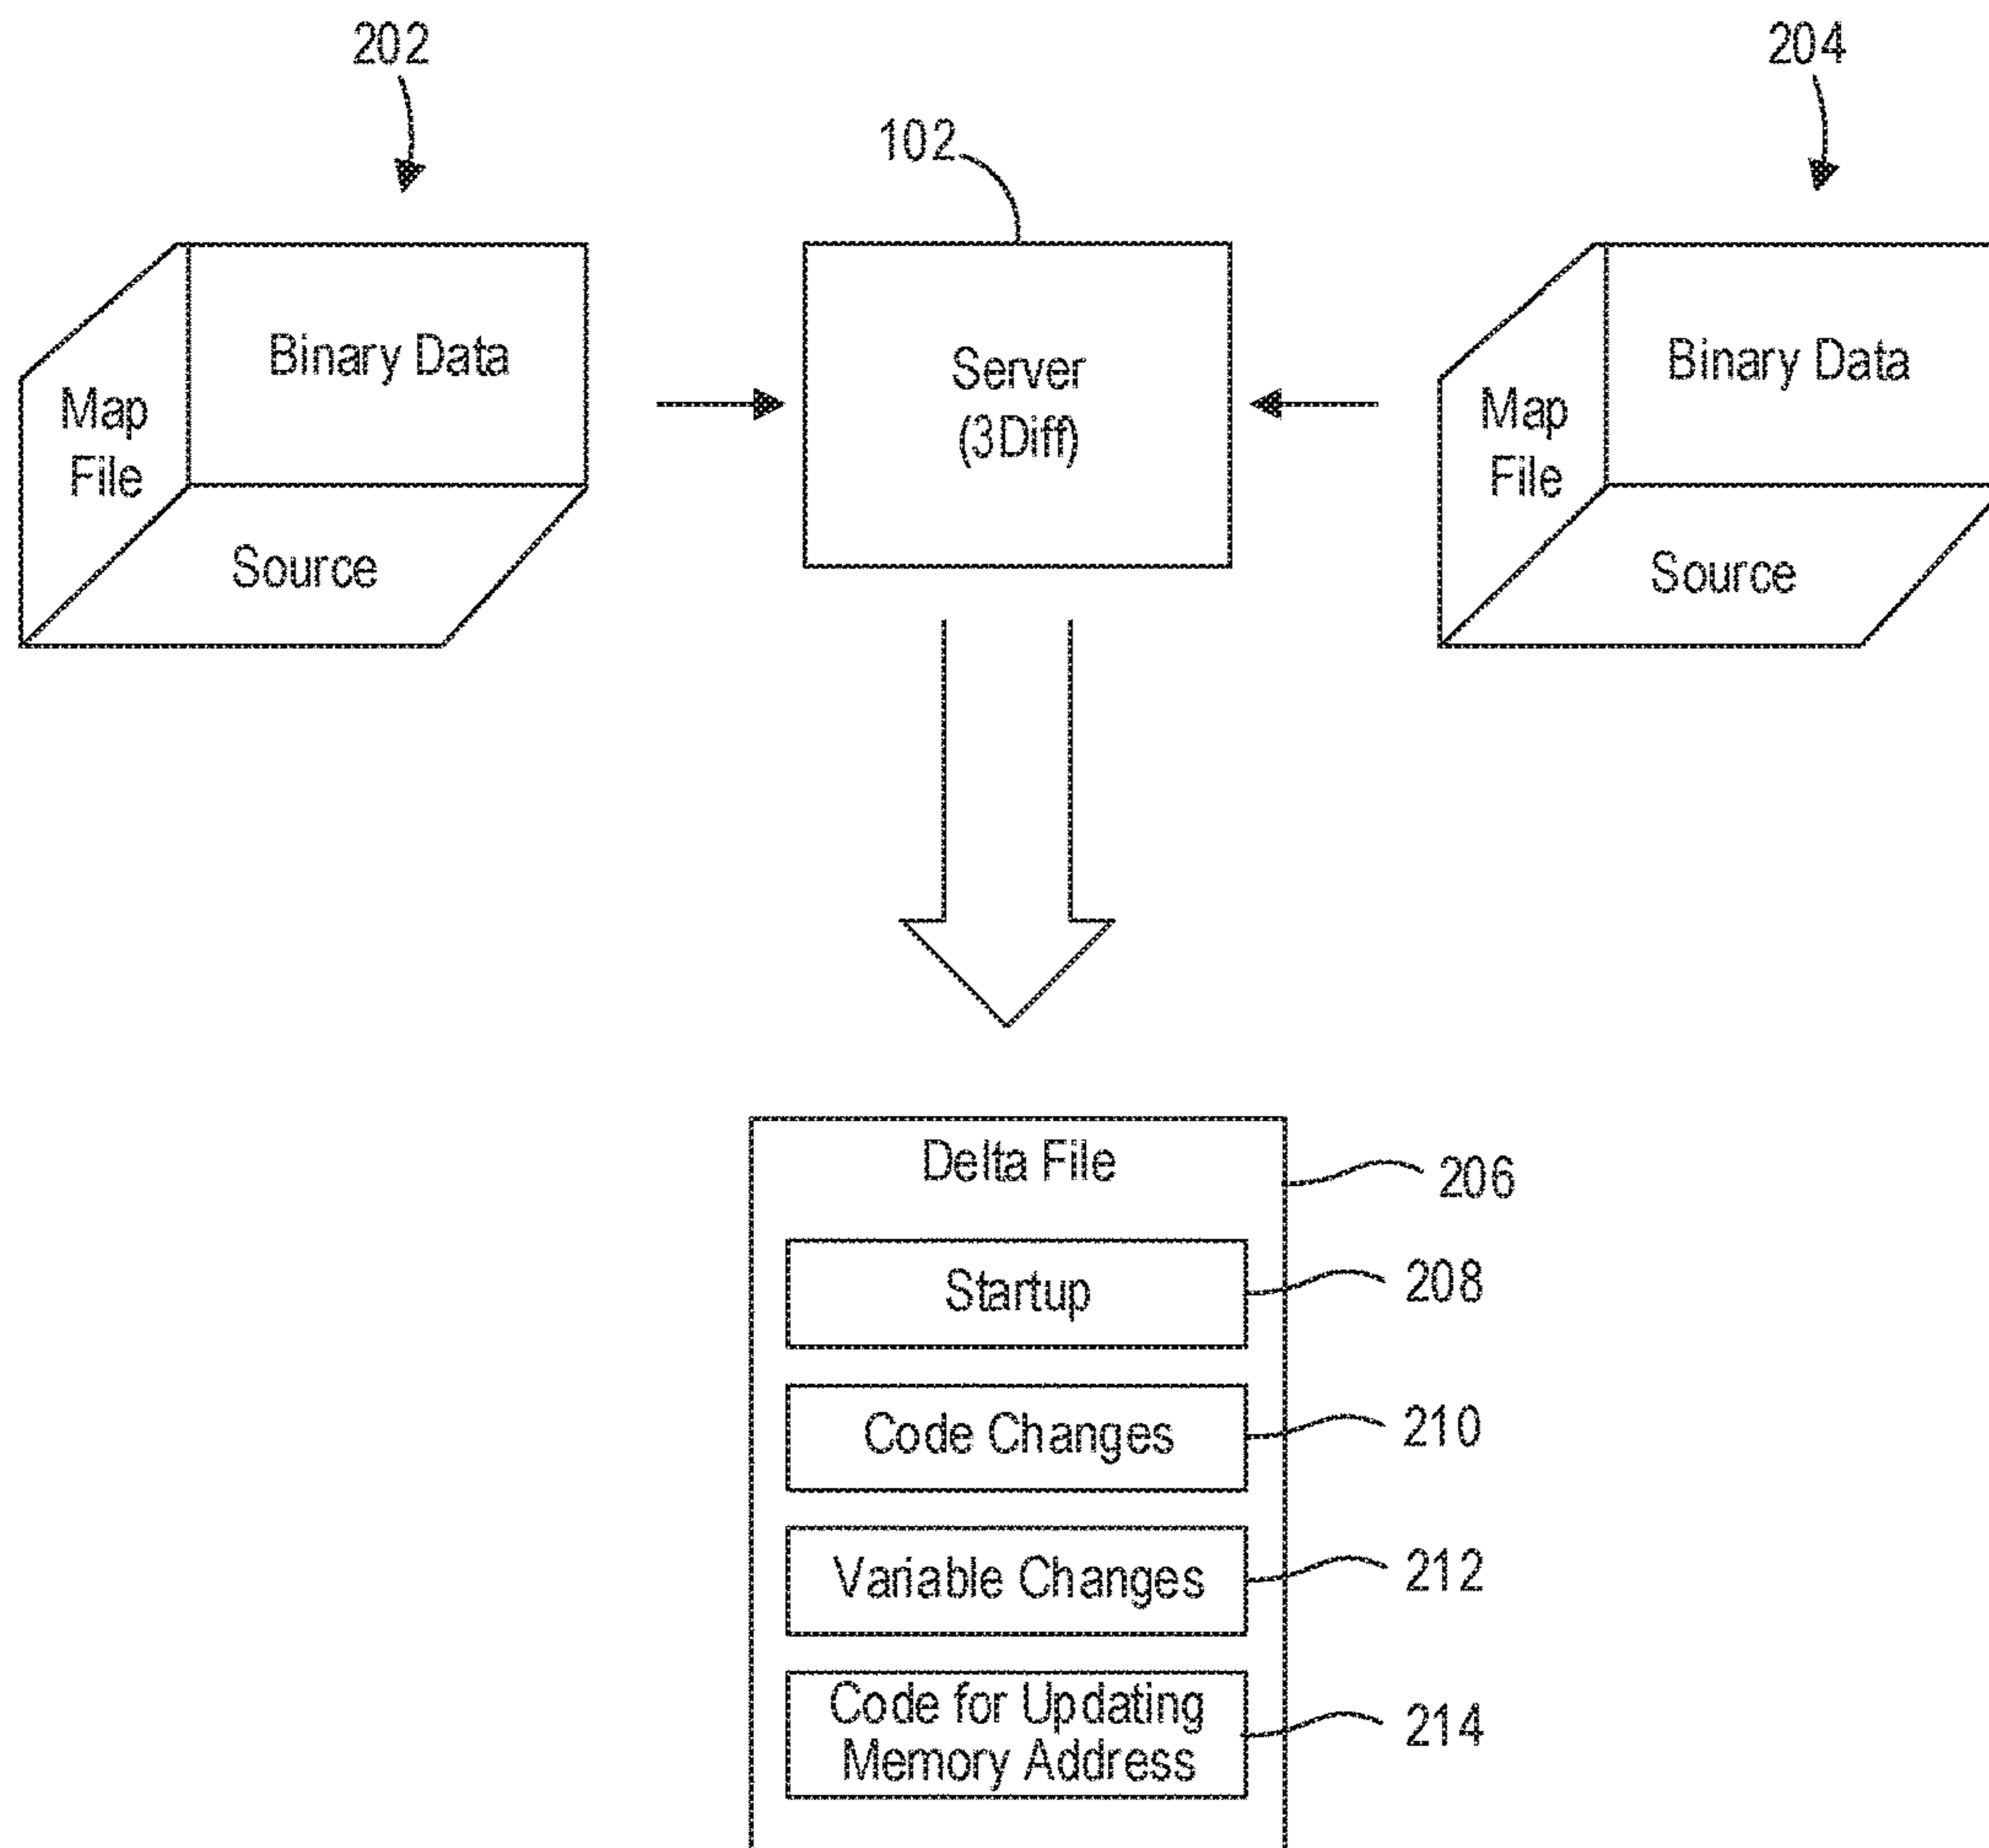 202
204
102
Binary Data
Map
File
Source
Server
(3Diff)
Binary Data
Map
File
Source
Delta File
206
Startup
208
Code Changes
210
Variable Changes
212
Code for Updating
Memory Address
214